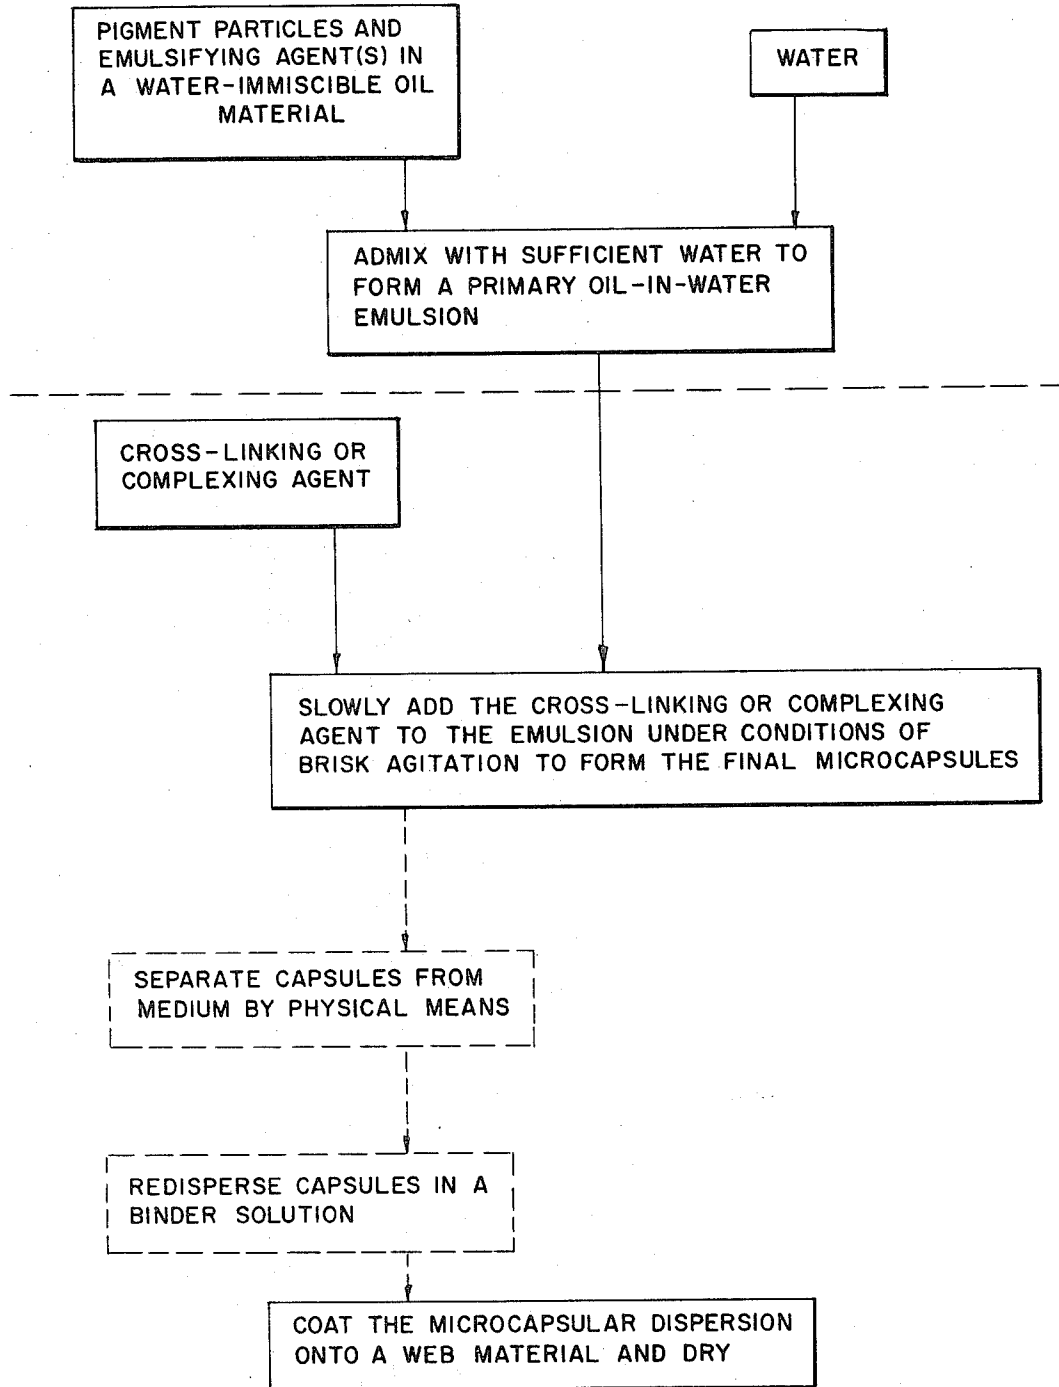 PIGMENT PARTICLES AND
EMULSIFYING AGENT(S) IN
A WATER-IMMISCIBLE OIL
MATERIAL
WATER
ADMIX WITH SUFFICIENT WATER TO
FORM A PRIMARY OIL-IN-WATER
EMULSION
CROSS-LINKING OR
COMPLEXING AGENT
SLOWLY ADD THE CROSS-LINKING OR COMPLEXING
AGENT TO THE EMULSION UNDER CONDITIONS OF
BRISK AGITATION TO FORM THE FINAL MICROCAPSULES
SEPARATE CAPSULES FROM
MEDIUM BY PHYSICAL MEANS
REDISPERSE CAPSULES IN A
BINDER SOLUTION
COAT THE MICROCAPSULAR DISPERSION
ONTO A WEB MATERIAL AND DRY